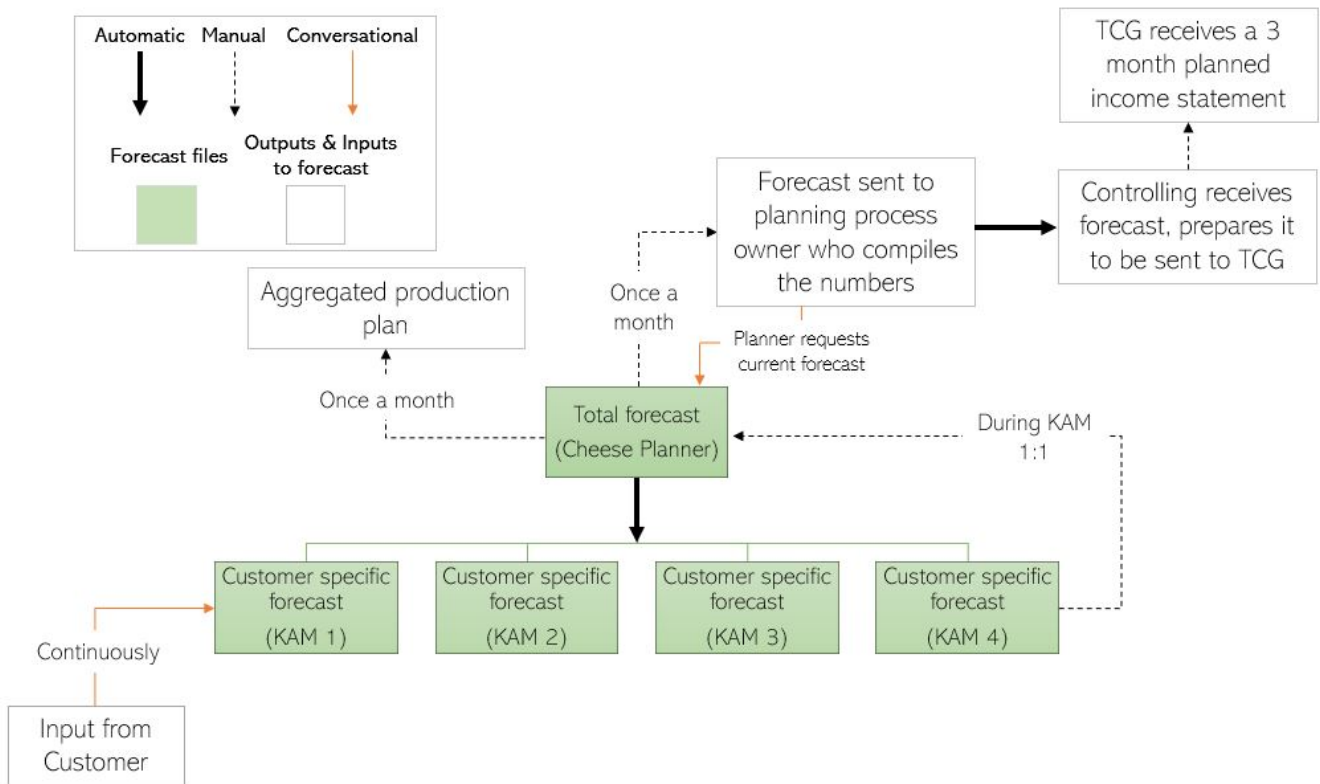 Automatic
Manual
Conversational
Forecast files
Outputs & Inputs
to forecast
TCG receives a 3
month planned
income statement
Forecast sent to
planning process
owner who compiles
the numbers
Controlling receives
forecast, prepares it
to be sent to TCG
Aggregated production
plan
Once a
month
Planner requests
current forecast
Once a month
Total forecast
(Cheese Planner)
During KAM
1:1
Customer specific
forecast
(KAM 1)
Customer specific
forecast
(KAM 2)
Customer specific
forecast
(KAM 3)
Customer specific
forecast
(KAM 4)
Continuously
Input from
Customer